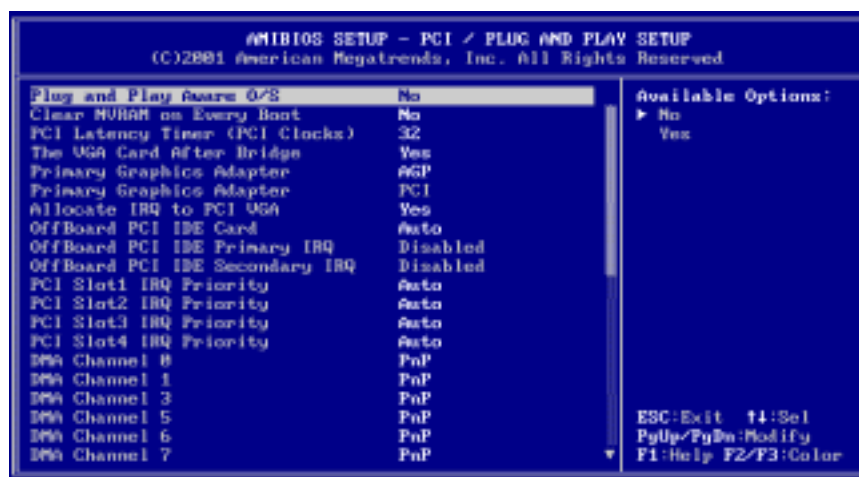 AMIBIOS SETUP - PCI / PLUG AND PLAY SETUP
(C)2001 American Megatrends, Inc. All Rights Reserved
Plug and Play Aware O/S No
Clear NVRAM on Every Boot No
PCI Latency Timer (PCI Clocks) 32
The VGA Card After Bridge Yes
Primary Graphics Adapter AGP
Primary Graphics Adapter PCI
Allocate IRQ to PCI VGA Yes
OffBoard PCI IDE Card Auto
OffBoard PCI IDE Primary IRQ Disabled
OffBoard PCI IDE Secondary IRQ Disabled
PCI Slot1 IRQ Priority Auto
PCI Slot2 IRQ Priority Auto
PCI Slot3 IRQ Priority Auto
PCI Slot4 IRQ Priority Auto
DMA Channel 0 PnP
DMA Channel 1 PnP
DMA Channel 3 PnP
DMA Channel 5 PnP
DMA Channel 6 PnP
DMA Channel 7 PnP
Available Options:
► No
Yes
ESC:Exit ↑↓:Sel
PgUp/PgDn:Modify
F1:Help F2/F3:Color